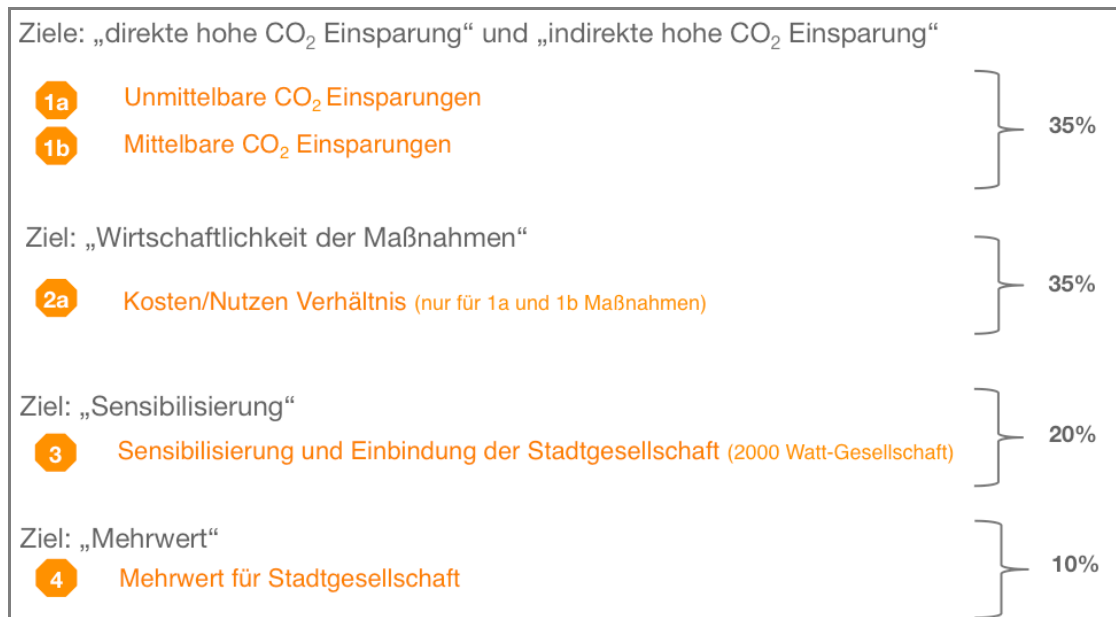 Ziele: „direkte hohe CO₂ Einsparung“ und „indirekte hohe CO₂ Einsparung“
1a Unmittelbare CO₂ Einsparungen
1b Mittelbare CO₂ Einsparungen
35%
Ziel: „Wirtschaftlichkeit der Maßnahmen“
2a Kosten/Nutzen Verhältnis (nur für 1a und 1b Maßnahmen)
35%
Ziel: „Sensibilisierung“
3 Sensibilisierung und Einbindung der Stadtgesellschaft (2000 Watt-Gesellschaft)
20%
Ziel: „Mehrwert“
4 Mehrwert für Stadtgesellschaft
10%